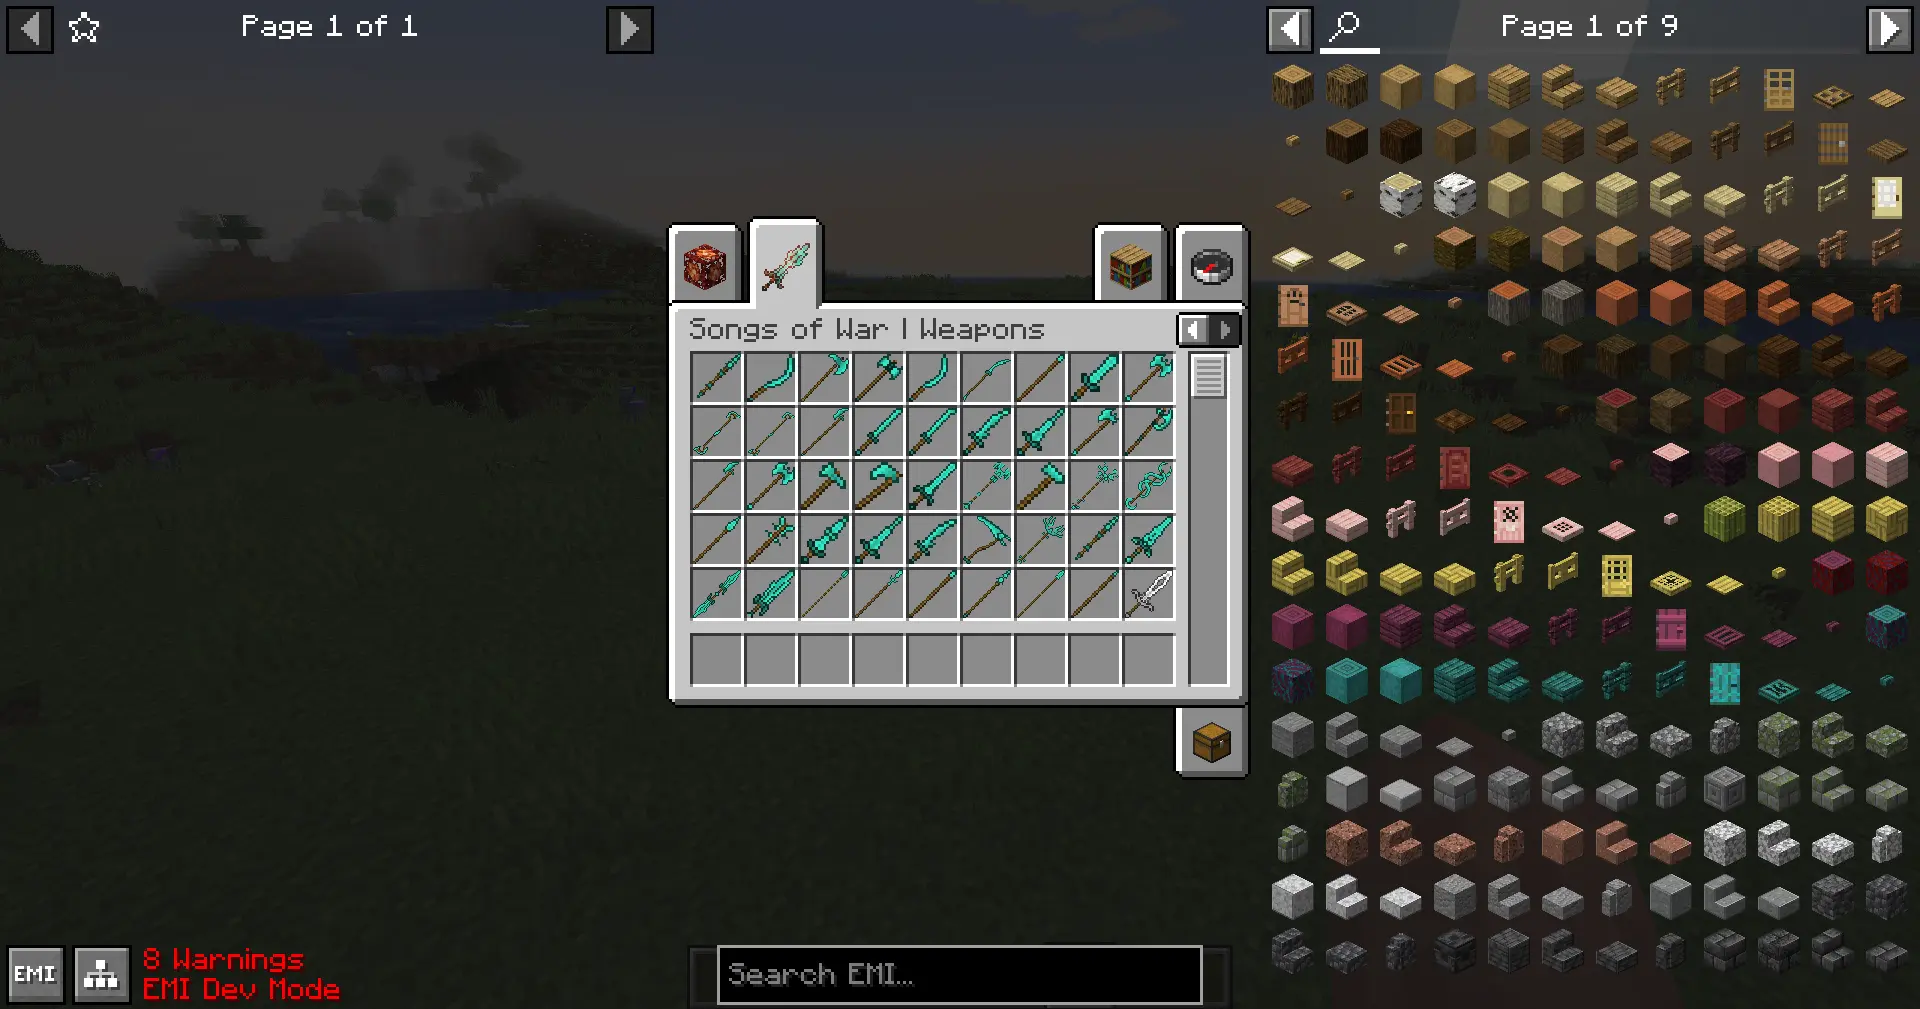 Page 1 of 1
Page 1 of 9
Songs of War | Weapons
8 Warnings
EMI
EMI Dev Mode
Search EMI...